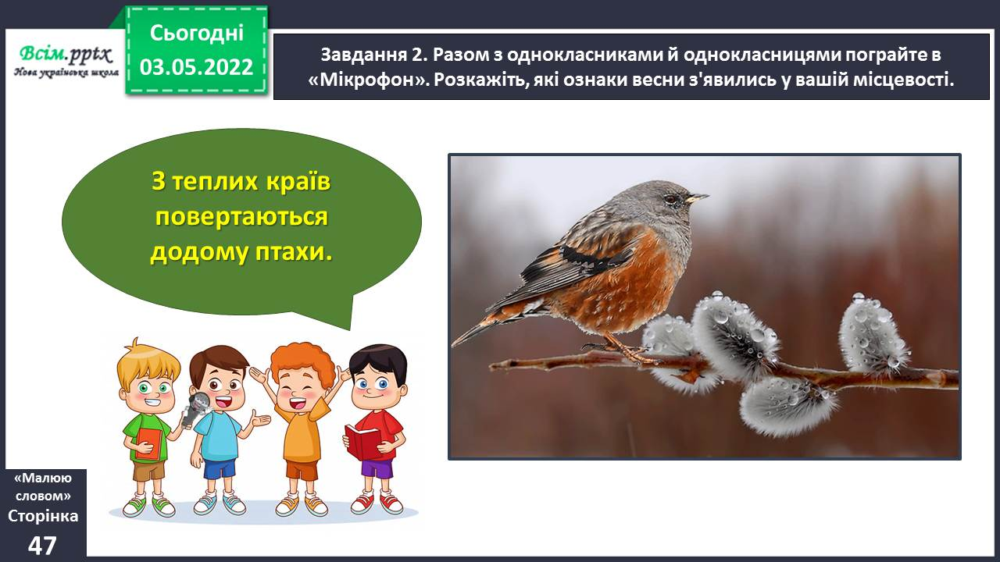 Сьогодні
03.05.2022
Всім.pptx
Нова українська школа
Завдання 2. Разом з однокласниками й однокласницями пограйте в
«Мікрофон». Розкажіть, які ознаки весни з'явились у вашій місцевості.
З теплих країв
повертаються
додому птахи.
«Малюю
словом»
Сторінка
47